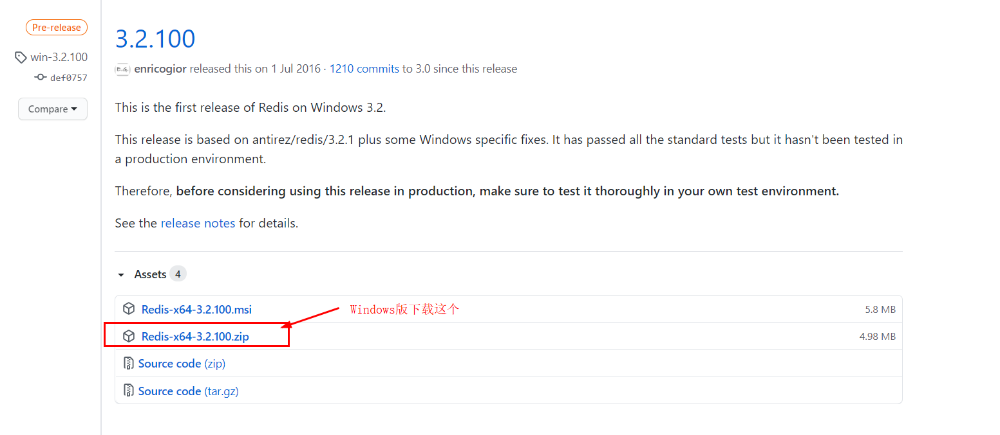 Pre-release
win-3.2.100
def0757
Compare
3.2.100
enricogior released this on 1 Jul 2016 · 1210 commits to 3.0 since this release
This is the first release of Redis on Windows 3.2.
This release is based on antirez/redis/3.2.1 plus some Windows specific fixes. It has passed all the standard tests but it hasn't been tested in
a production environment.
Therefore, before considering using this release in production, make sure to test it thoroughly in your own test environment.
See the release notes for details.
Assets 4
Redis-x64-3.2.100.msi Windows版下载这个 5.8 MB
Redis-x64-3.2.100.zip 4.98 MB
Source code (zip)
Source code (tar.gz)